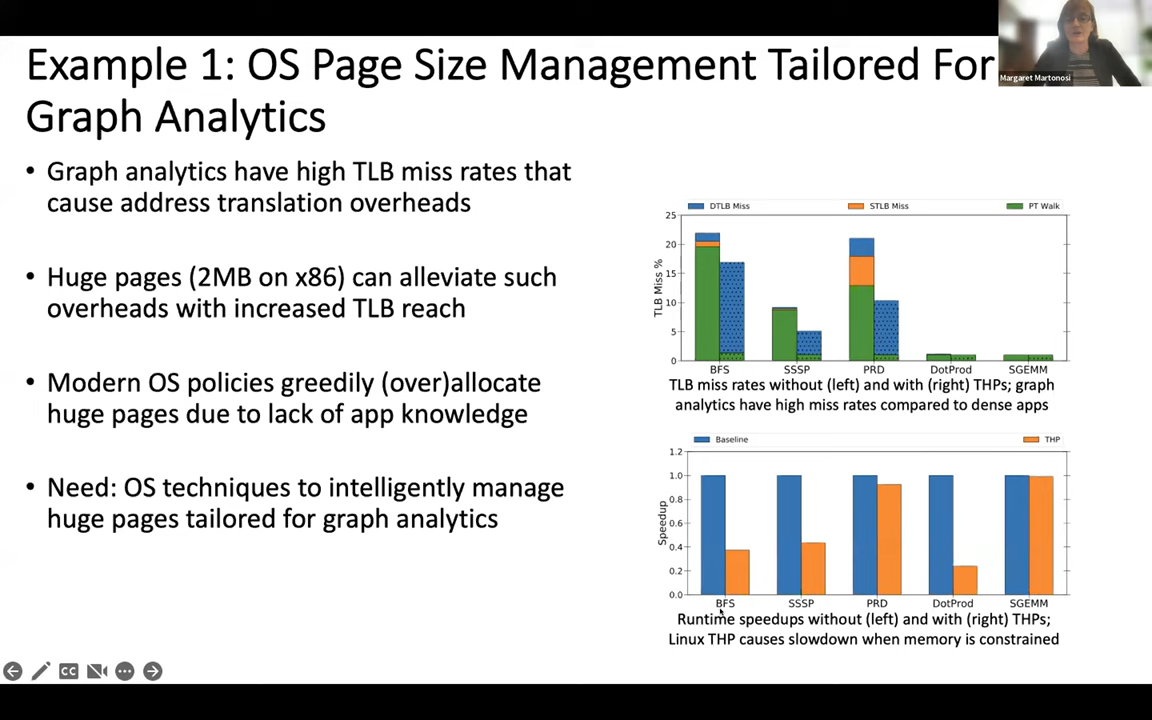 Example 1: OS Page Size Management Tailored For
Graph Analytics
Margaret Martonosi
• Graph analytics have high TLB miss rates that
cause address translation overheads
• Huge pages (2MB on x86) can alleviate such
overheads with increased TLB reach
• Modern OS policies greedily (over)allocate
huge pages due to lack of app knowledge
• Need: OS techniques to intelligently manage
huge pages tailored for graph analytics
DTLB Miss STLB Miss PT Walk
25
20
15
10
5
0
TLB Miss %
BFS SSSP PRD DotProd SGEMM
TLB miss rates without (left) and with (right) THPs; graph
analytics have high miss rates compared to dense apps
Baseline THP
1.2
1.0
0.8
0.6
0.4
0.2
0.0
Speedup
BFS SSSP PRD DotProd SGEMM
Runtime speedups without (left) and with (right) THPs;
Linux THP causes slowdown when memory is constrained
CC